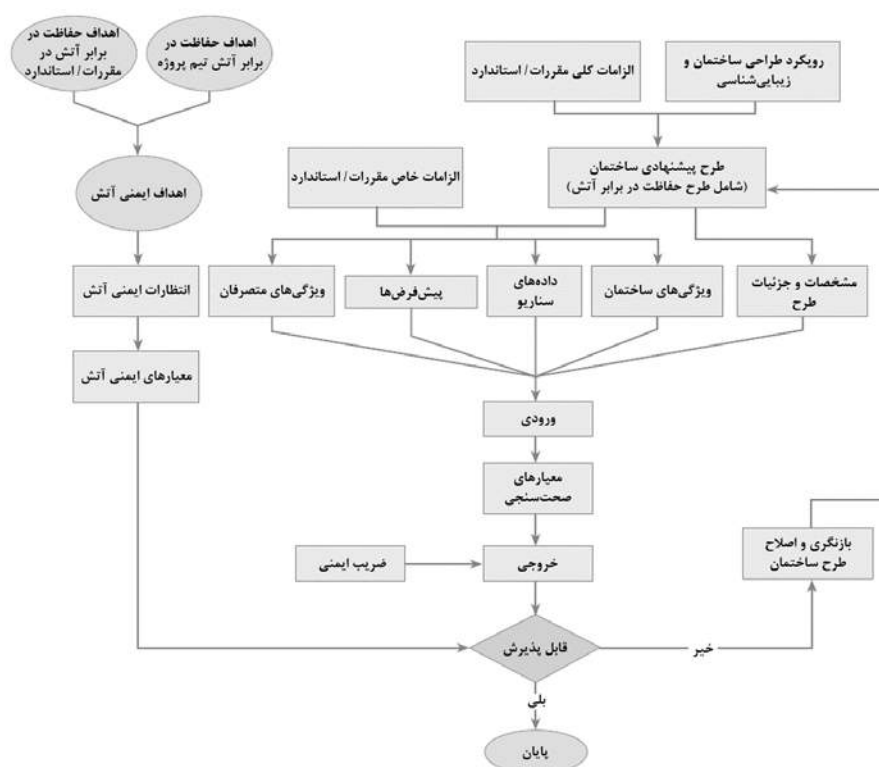 اهداف حفاظت در
برابر آتش در
مقررات/ استاندارد
اهداف حفاظت در
برابر آتش تیم پروژه
اهداف ایمنی آتش
انتظارات ایمنی آتش
معیارهای ایمنی آتش
رویکرد طراحی ساختمان و
زیبایی‌شناسی
الزامات کلی مقررات/ استاندارد
طرح پیشنهادی ساختمان
(شامل طرح حفاظت در برابر آتش)
الزامات خاص مقررات/ استاندارد
مشخصات و جزئیات
طرح
ویژگی‌های ساختمان
داده‌های
سناریو
پیش‌فرض‌ها
ویژگی‌های متصرفان
ورودی
معیارهای
صحت‌سنجی
خروجی
ضریب ایمنی
بازنگری و اصلاح
طرح ساختمان
قابل پذیرش
خیر
بلی
پایان